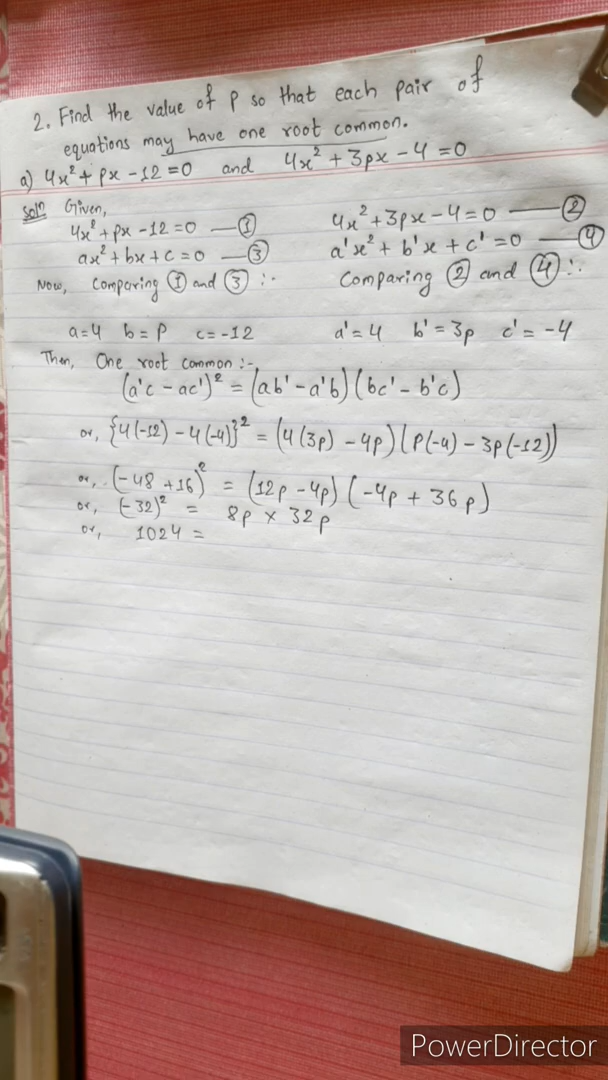 2. Find the value of P so that each pair of
equations may have one root common.
a) 4x² + px - 12 = 0 and 4x² + 3px - 4 = 0
Solⁿ Given,
4x² + px - 12 = 0 — ① 4x² + 3px - 4 = 0 — ②
ax² + bx + c = 0 — ③ a'x² + b'x + c' = 0 — ④
Now, Comparing ① and ③ :- Comparing ② and ④ :-
a = 4 b = P c = -12 a' = 4 b' = 3p c' = -4
Then, One root common :-
(a'c - ac')² = (ab' - a'b) (bc' - b'c)
or, {4(-12) - 4(-4)}² = (4(3p) - 4p) (P(-4) - 3p(-12))
or, (-48 + 16)² = (12p - 4p) (-4p + 36p)
or, (-32)² = 8p × 32p
or, 1024 =
PowerDirector